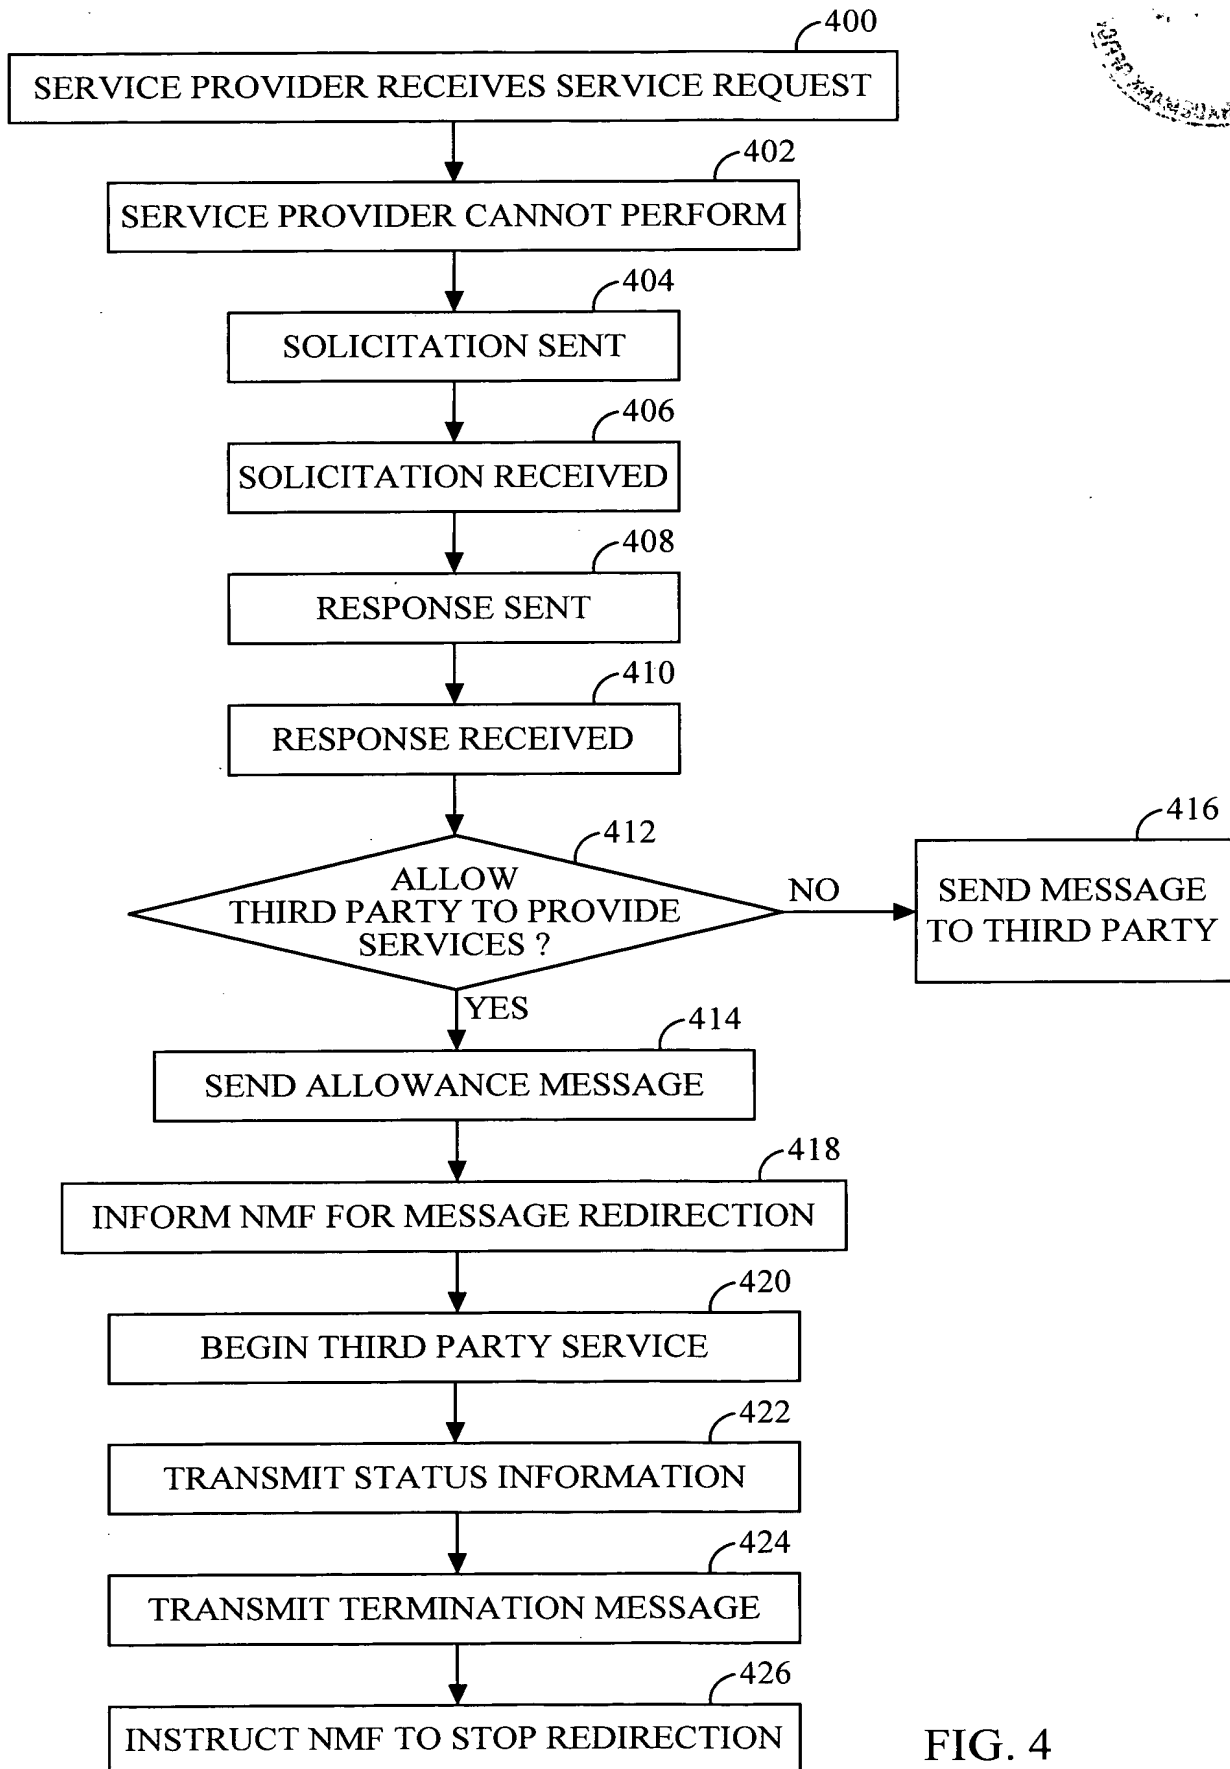 400
SERVICE PROVIDER RECEIVES SERVICE REQUEST
402
SERVICE PROVIDER CANNOT PERFORM
404
SOLICITATION SENT
406
SOLICITATION RECEIVED
408
RESPONSE SENT
410
RESPONSE RECEIVED
412
ALLOW
THIRD PARTY TO PROVIDE
SERVICES ?
NO
416
SEND MESSAGE
TO THIRD PARTY
YES
414
SEND ALLOWANCE MESSAGE
418
INFORM NMF FOR MESSAGE REDIRECTION
420
BEGIN THIRD PARTY SERVICE
422
TRANSMIT STATUS INFORMATION
424
TRANSMIT TERMINATION MESSAGE
426
INSTRUCT NMF TO STOP REDIRECTION
FIG. 4